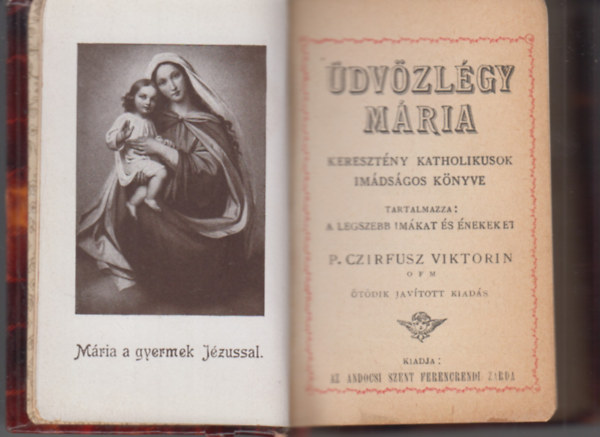 Mária a gyermek Jézussal.
ÜDVÖZLÉGY
MÁRIA
KERESZTÉNY KATHOLIKUSOK
IMÁDSÁGOS KÖNYVE
TARTALMAZZA:
A LEGSZEBB IMÁKAT ÉS ÉNEKEKET
P. CZIRFUSZ VIKTORIN
OFM
ÖTÖDIK JAVÍTOTT KIADÁS
KIADJA:
AZ ANDOCSI SZENT FERENCRENDI ZÁRDA